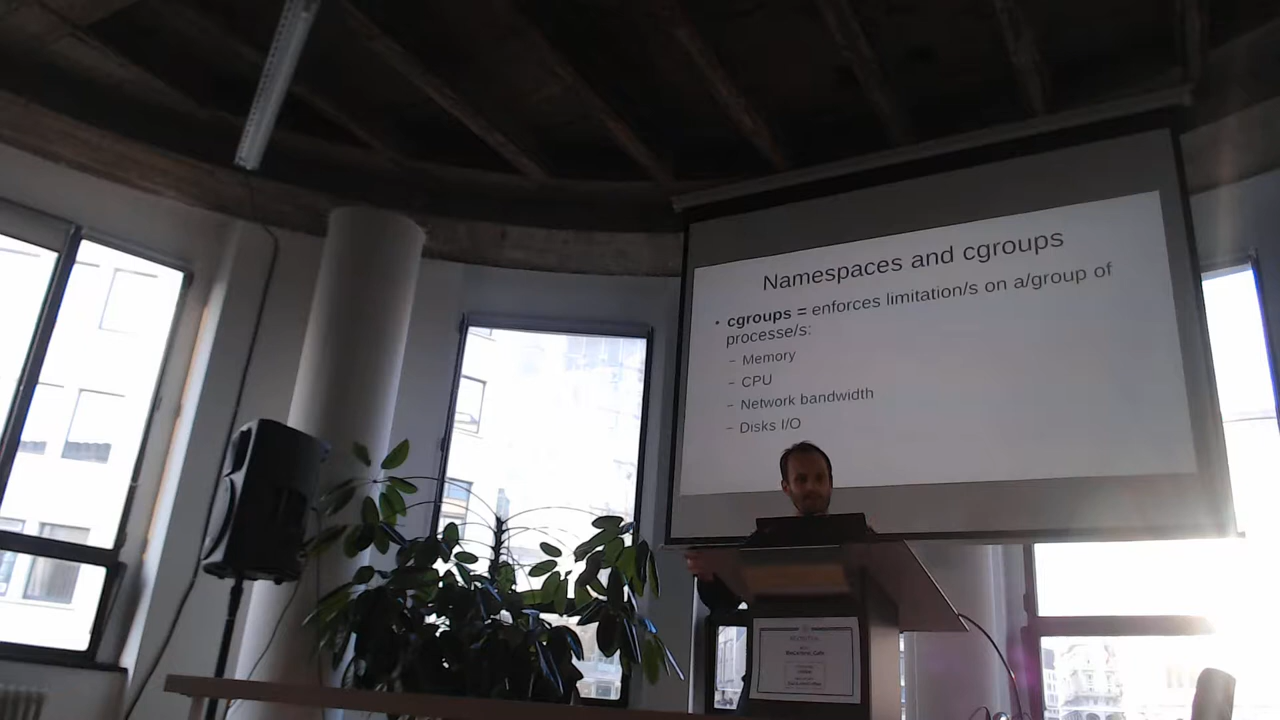 Namespaces and cgroups
• cgroups = enforces limitation/s on a/group of
processe/s:
– Memory
– CPU
– Network bandwidth
– Disks I/O